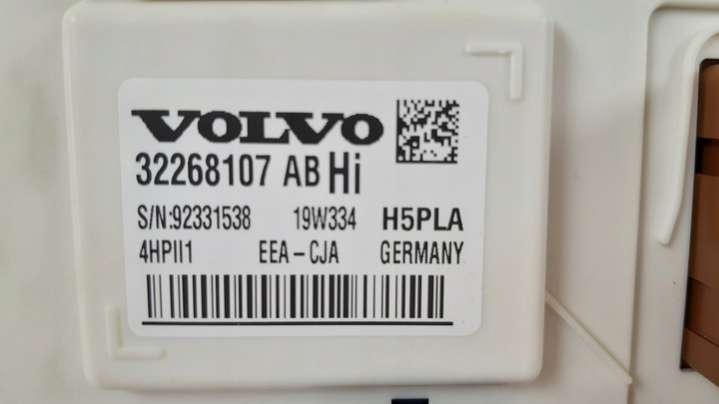 VOLVO
32268107 AB Hi
S/N:92331538 19W334 H5PLA
4HPII1 EEA-CJA GERMANY